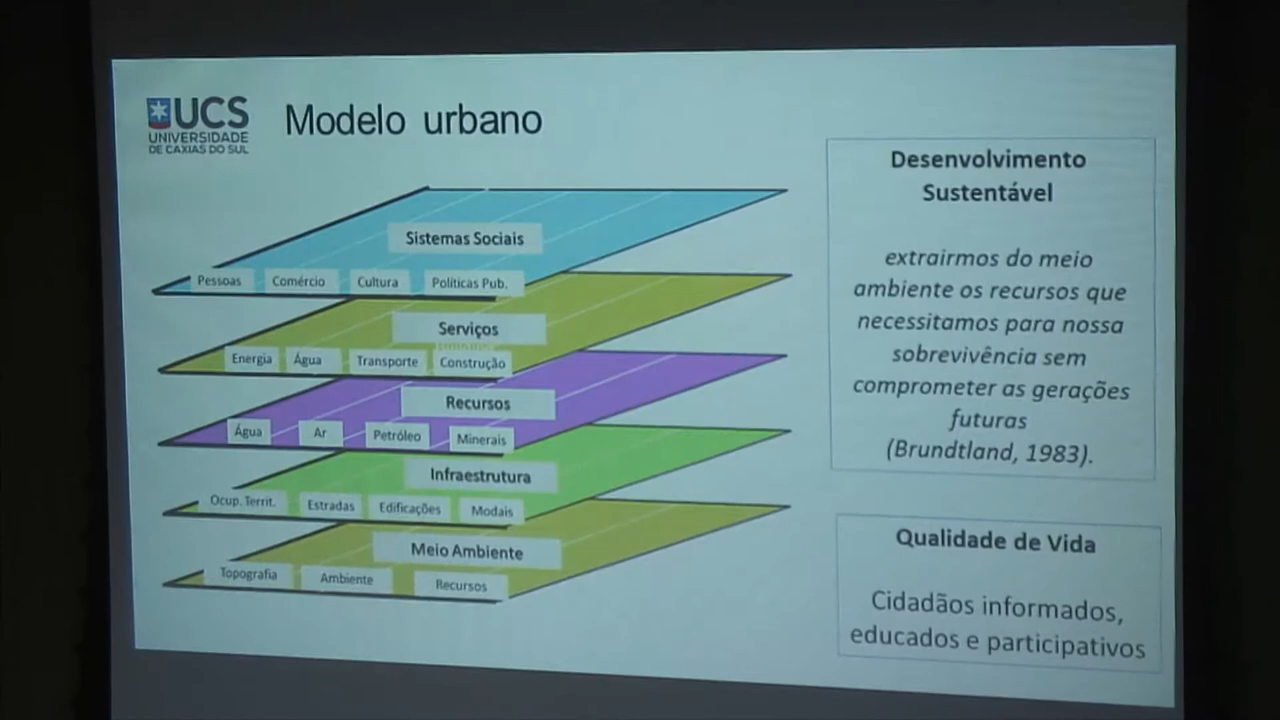 UCS
UNIVERSIDADE
DE CAXIAS DO SUL
Modelo urbano
Sistemas Sociais
Pessoas Comércio Cultura Políticas Pub.
Serviços
Energia Água Transporte Construção
Recursos
Água Ar Petróleo Minerais
Infraestrutura
Ocup. Territ. Estradas Edificações Modais
Meio Ambiente
Topografia Ambiente Recursos
Desenvolvimento
Sustentável
extrairmos do meio
ambiente os recursos que
necessitamos para nossa
sobrevivência sem
comprometer as gerações
futuras
(Brundtland, 1983).
Qualidade de Vida
Cidadãos informados,
educados e participativos